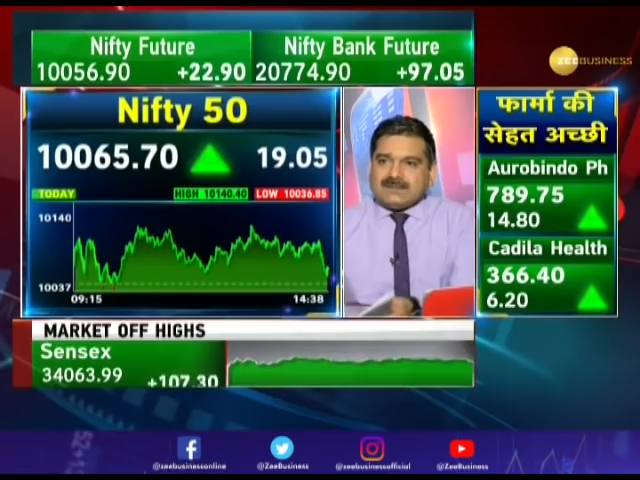 Nifty Future
10056.90 +22.90
Nifty Bank Future
20774.90 +97.05
ZEEBUSINESS
Nifty 50
10065.70 19.05
TODAY HIGH 10140.40 LOW 10036.85
10140
10037
09:15 14:38
फार्मा की
सेहत अच्छी
Aurobindo Ph
789.75
14.80
Cadila Health
366.40
6.20
MARKET OFF HIGHS
Sensex
34063.99 +107.30
@zeebusinessonline @ZeeBusiness @zeebusinessofficial @ZeeBusiness